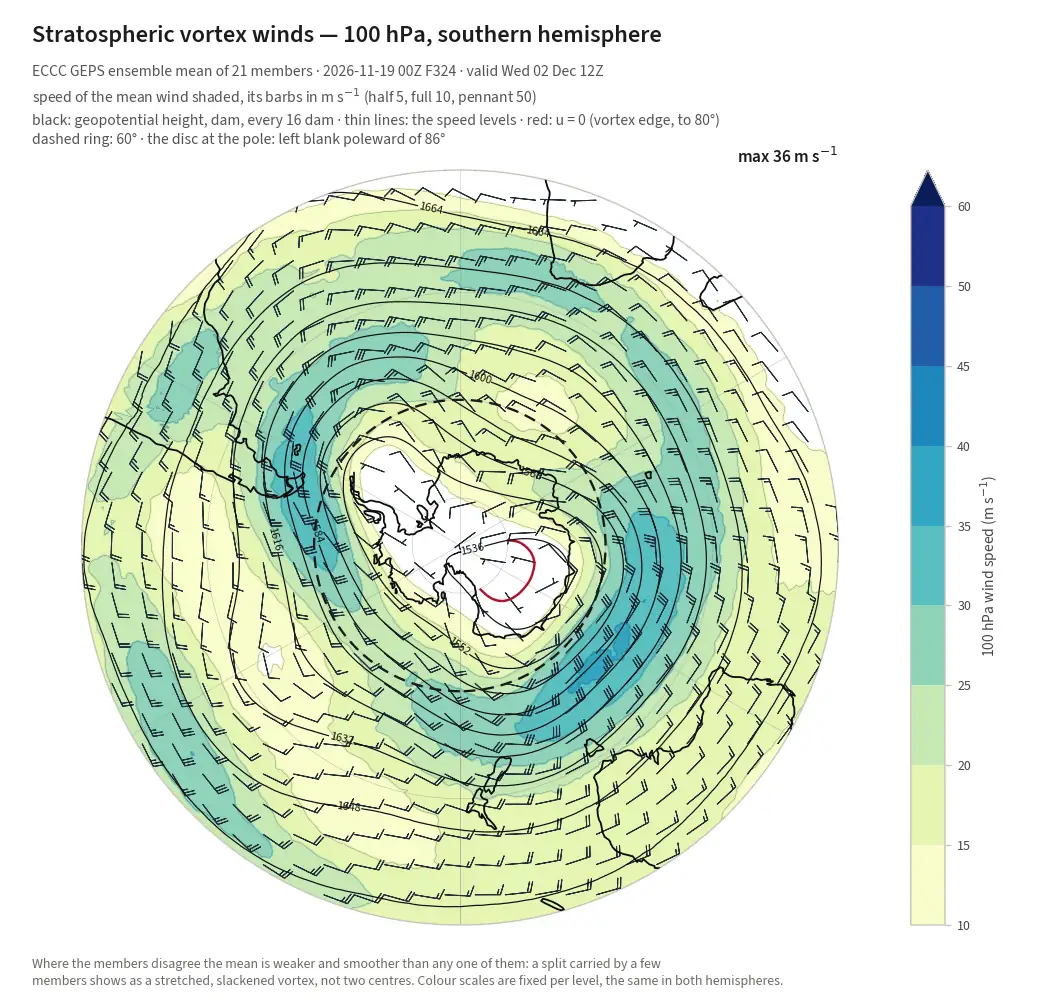 Stratospheric vortex winds — 100 hPa, southern hemisphere
ECCC GEPS ensemble mean of 21 members · 2026-11-19 00Z F324 · valid Wed 02 Dec 12Z
speed of the mean wind shaded, its barbs in m s⁻¹ (half 5, full 10, pennant 50)
black: geopotential height, dam, every 16 dam · thin lines: the speed levels · red: u = 0 (vortex edge, to 80°)
dashed ring: 60° · the disc at the pole: left blank poleward of 86°
max 36 m s⁻¹
1664
1664
1600
1568
1616
1584
1536
1552
1632
1648
60
50
45
40
35
30
25
20
15
10
100 hPa wind speed (m s⁻¹)
Where the members disagree the mean is weaker and smoother than any one of them: a split carried by a few
members shows as a stretched, slackened vortex, not two centres. Colour scales are fixed per level, the same in both hemispheres.